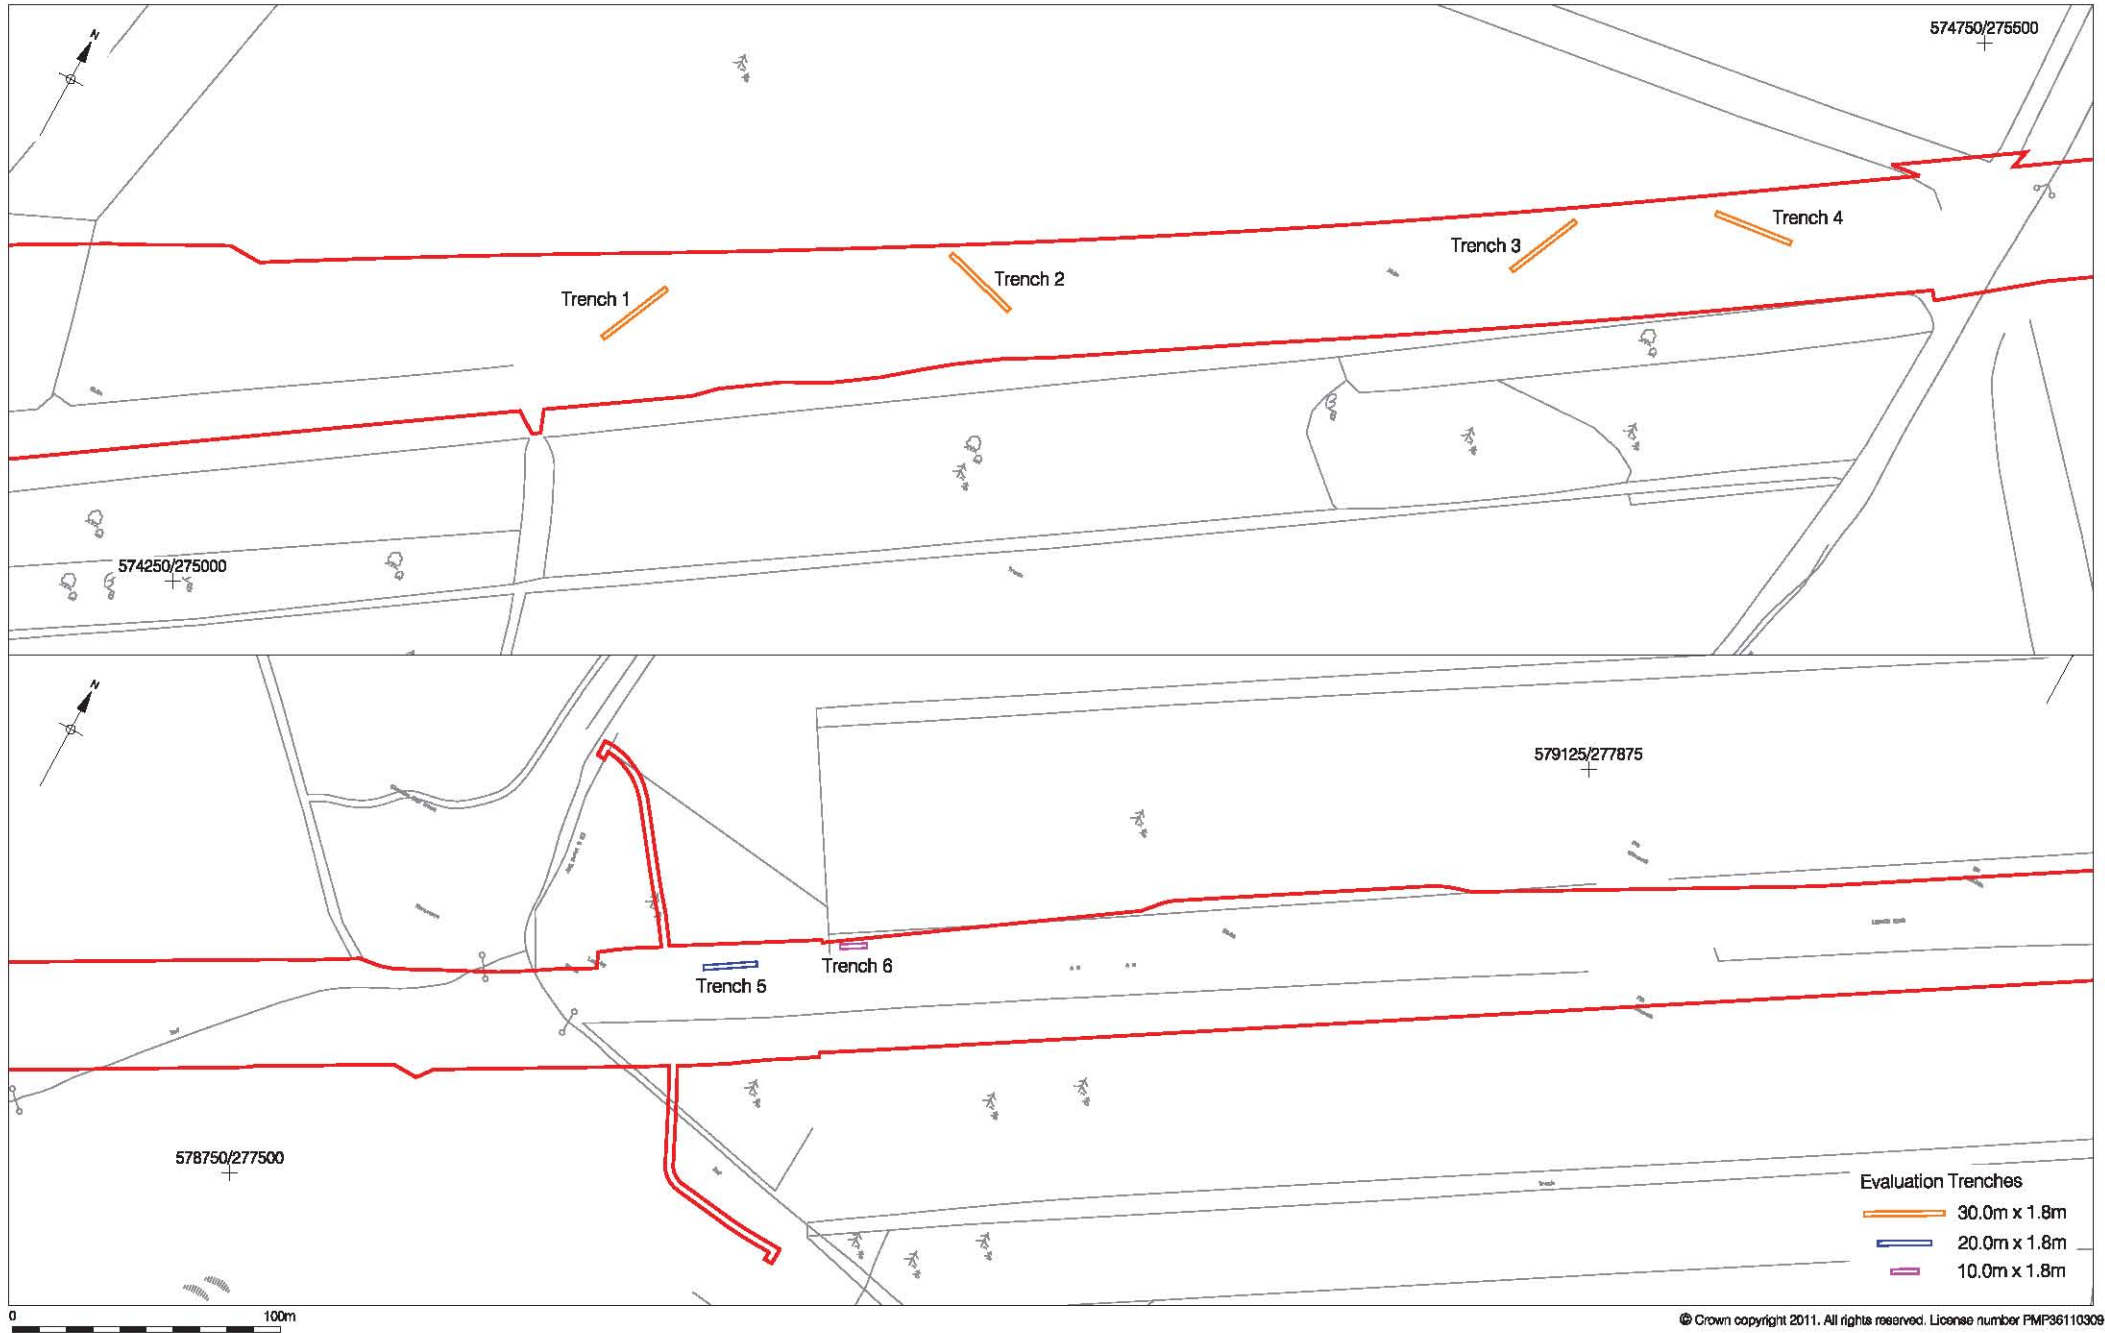 N
574750/275500
Trench 4
Trench 3
Trench 2
Trench 1
574250/275000
Track
N
579125/277875
Trench 6
Trench 5
578750/277500
Track
Evaluation Trenches
30.0m x 1.8m
20.0m x 1.8m
10.0m x 1.8m
0
100m
© Crown copyright 2011. All rights reserved. License number PMP36110309